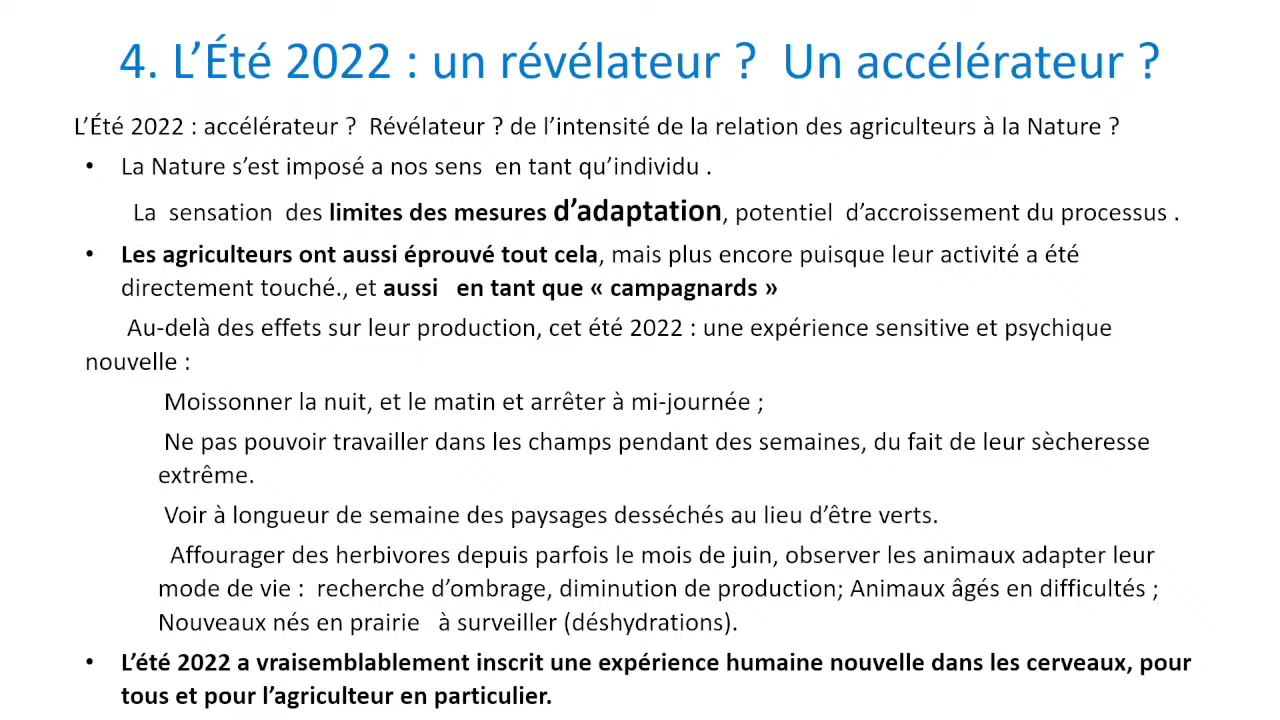 4. L’Été 2022 : un révélateur ? Un accélérateur ?
L’Été 2022 : accélérateur ? Révélateur ? de l’intensité de la relation des agriculteurs à la Nature ?
• La Nature s’est imposé a nos sens en tant qu’individu .
La sensation des limites des mesures d’adaptation, potentiel d’accroissement du processus .
• Les agriculteurs ont aussi éprouvé tout cela, mais plus encore puisque leur activité a été
directement touché., et aussi en tant que « campagnards »
Au-delà des effets sur leur production, cet été 2022 : une expérience sensitive et psychique
nouvelle :
Moissonner la nuit, et le matin et arrêter à mi-journée ;
Ne pas pouvoir travailler dans les champs pendant des semaines, du fait de leur sècheresse
extrême.
Voir à longueur de semaine des paysages desséchés au lieu d’être verts.
Affourager des herbivores depuis parfois le mois de juin, observer les animaux adapter leur
mode de vie : recherche d’ombrage, diminution de production; Animaux âgés en difficultés ;
Nouveaux nés en prairie à surveiller (déshydrations).
• L’été 2022 a vraisemblablement inscrit une expérience humaine nouvelle dans les cerveaux, pour
tous et pour l’agriculteur en particulier.